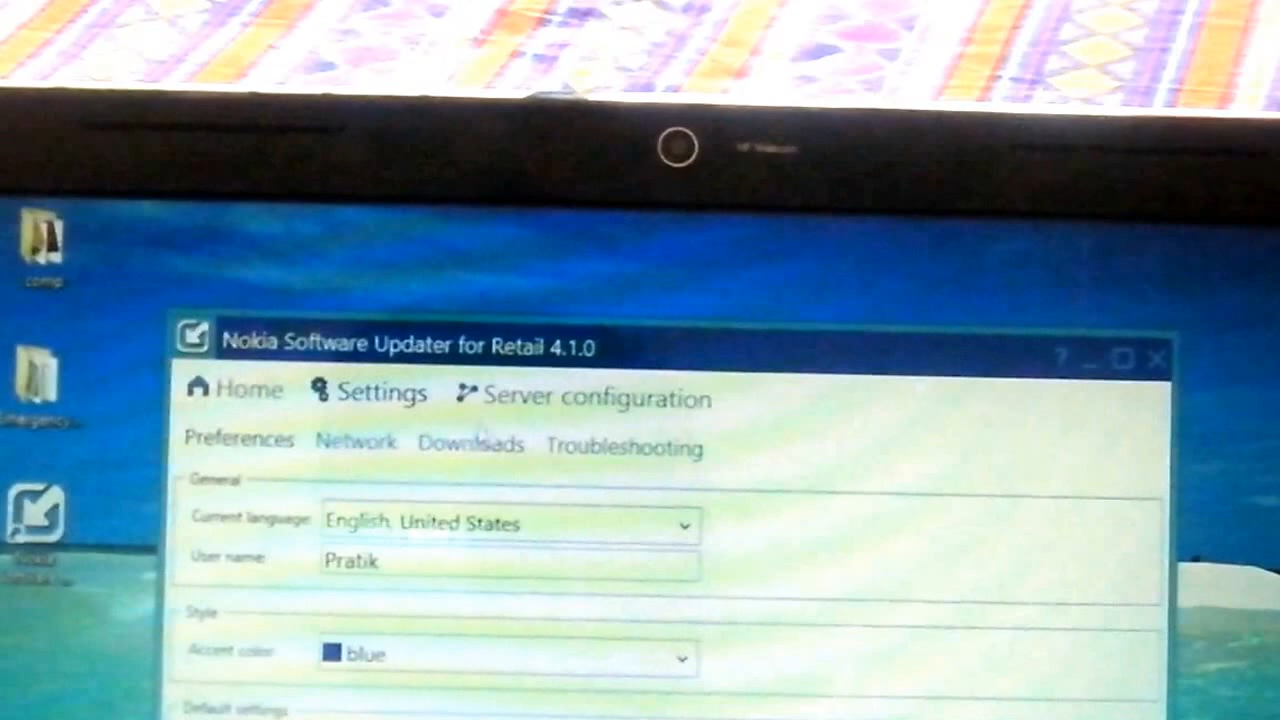 comp
Nokia Software Updater for Retail 4.1.0
Home Settings Server configuration
Preferences Network Downloads Troubleshooting
General
Current language: English, United States
User name: Pratik
Style
Accent color: blue
Default settings